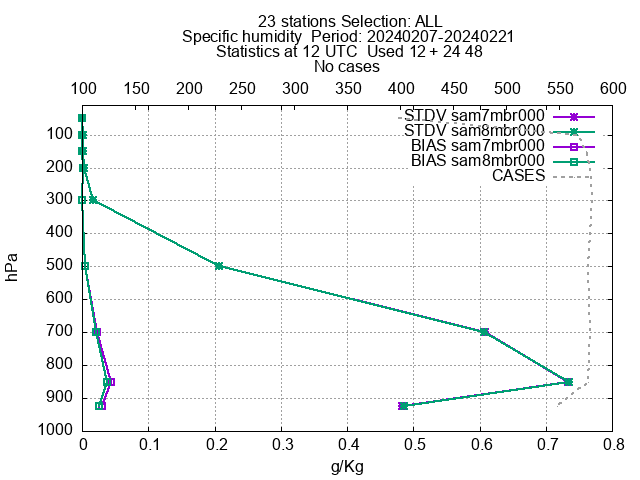 23 stations Selection: ALL
Specific humidity  Period: 20240207-20240221
Statistics at 12 UTC  Used 12 + 24 48
No cases
100 150 200 250 300 350 400 450 500 550 600
STDV sam7mbr000
STDV sam8mbr000
BIAS sam7mbr000
BIAS sam8mbr000
CASES
100
200
300
400
500
600
700
800
900
1000
hPa
0 0.1 0.2 0.3 0.4 0.5 0.6 0.7 0.8
g/Kg